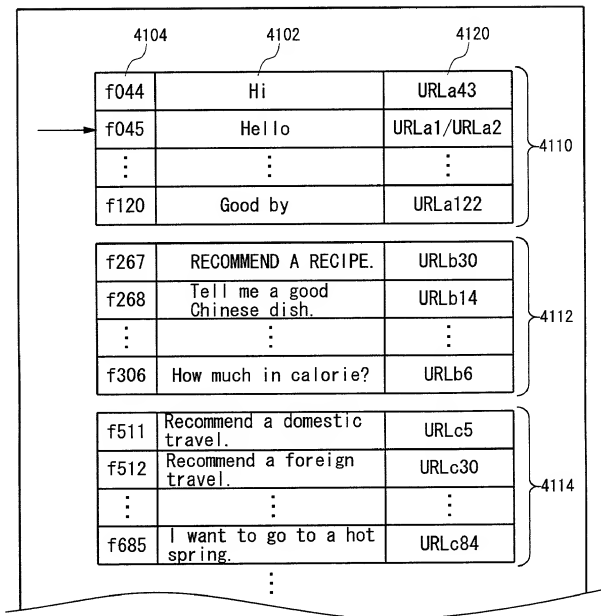 4104 4102 4120
f044 Hi URLa43
f045 Hello URLa1/URLa2
⋮ ⋮ ⋮
4110
f120 Good by URLa122
f267 RECOMMEND A RECIPE. URLb30
f268 Tell me a good URLb14
Chinese dish.
4112
⋮ ⋮ ⋮
f306 How much in calorie? URLb6
f511 Recommend a domestic URLc5
travel.
f512 Recommend a foreign URLc30
travel.
4114
⋮ ⋮ ⋮
f685 I want to go to a hot URLc84
spring.
⋮